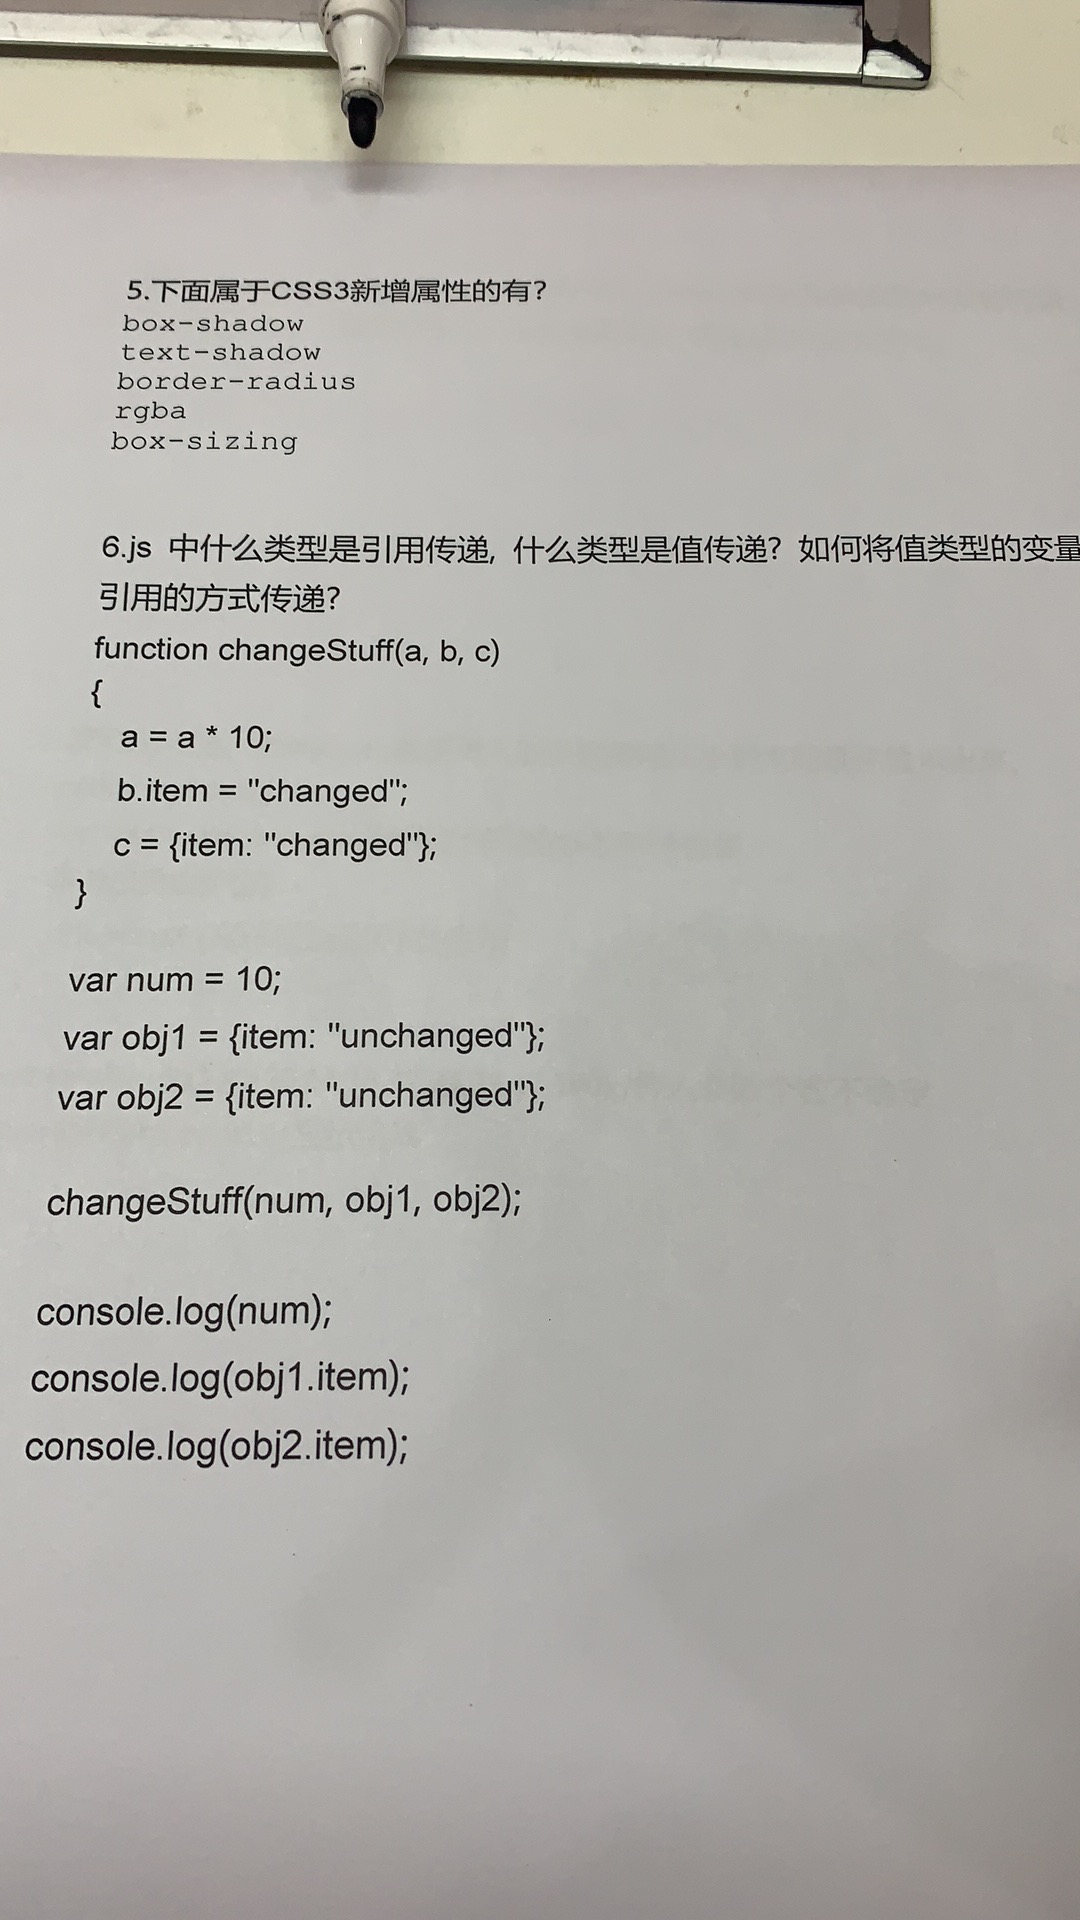 5.下面属于CSS3新增属性的有?
box-shadow
text-shadow
border-radius
rgba
box-sizing
6.js 中什么类型是引用传递, 什么类型是值传递? 如何将值类型的变量
引用的方式传递?
function changeStuff(a, b, c)
{
a = a * 10;
b.item = "changed";
c = {item: "changed"};
}
var num = 10;
var obj1 = {item: "unchanged"};
var obj2 = {item: "unchanged"};
changeStuff(num, obj1, obj2);
console.log(num);
console.log(obj1.item);
console.log(obj2.item);